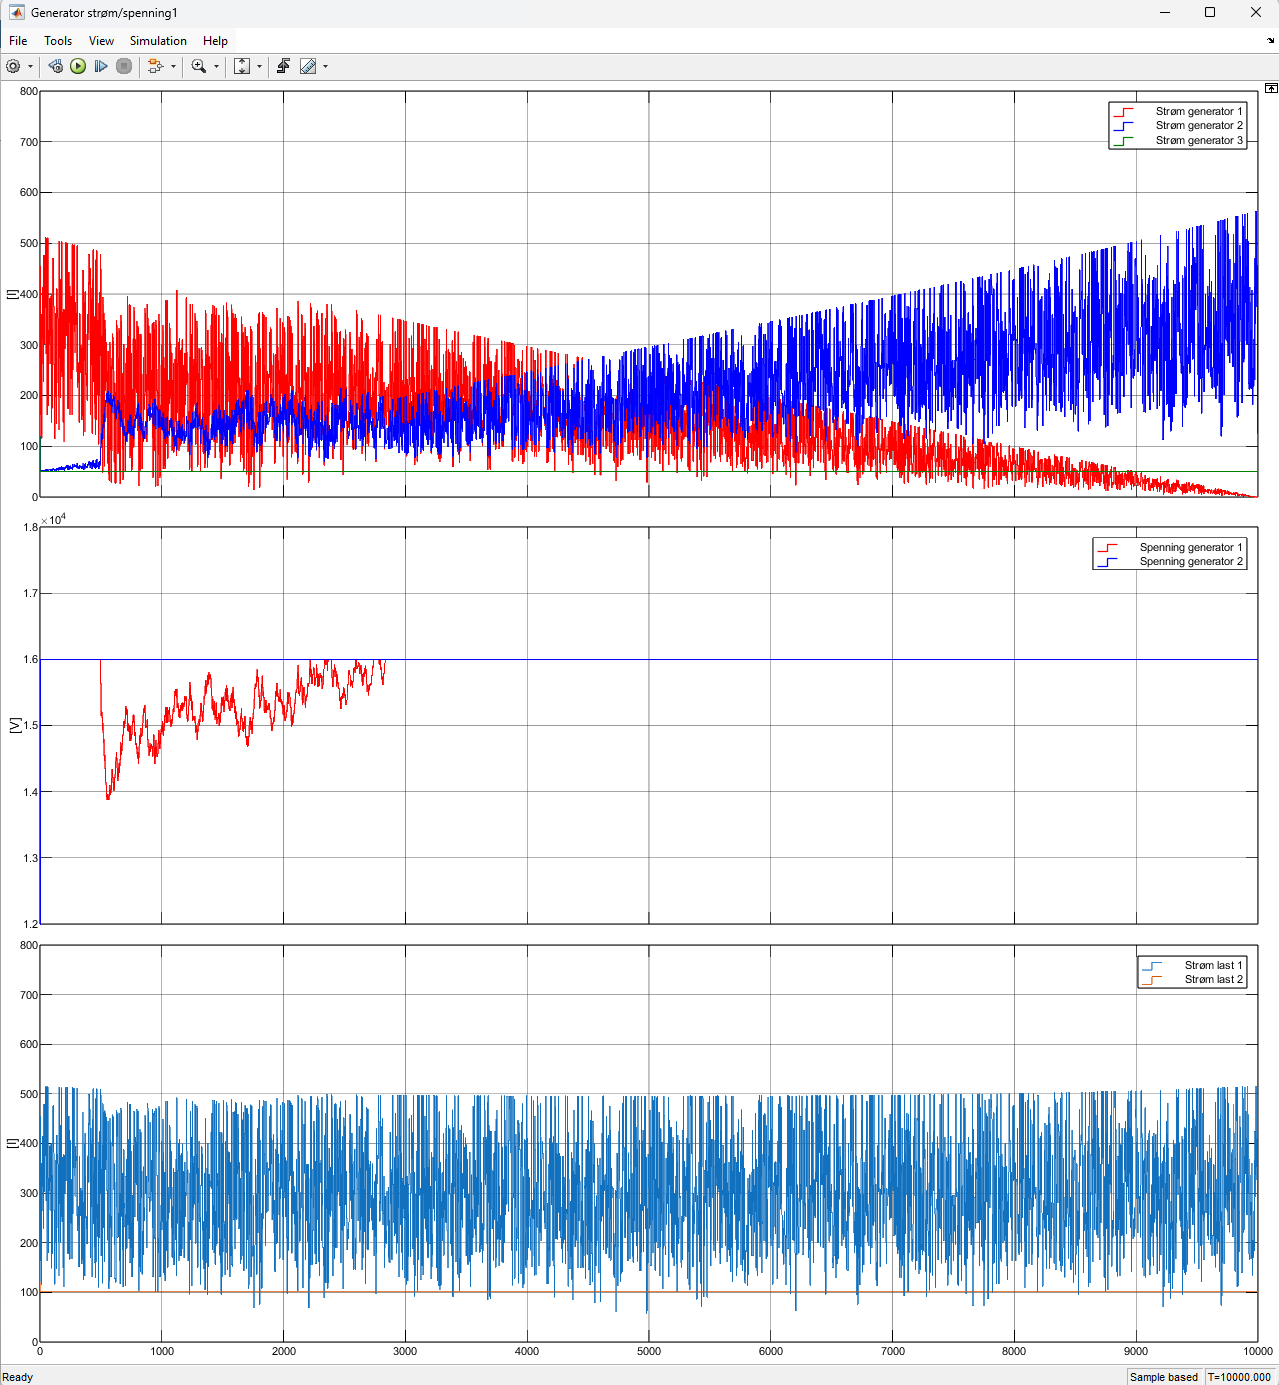 Generator strøm/spenning1
File Tools View Simulation Help
800
700
600
500
400
300
200
100
0
[I]
Strøm generator 1
Strøm generator 2
Strøm generator 3
×10⁴
1.8
1.7
1.6
1.5
1.4
1.3
1.2
[V]
Spenning generator 1
Spenning generator 2
800
700
600
500
400
300
200
100
0
[I]
Strøm last 1
Strøm last 2
0 1000 2000 3000 4000 5000 6000 7000 8000 9000 10000
Ready Sample based T=10000.000